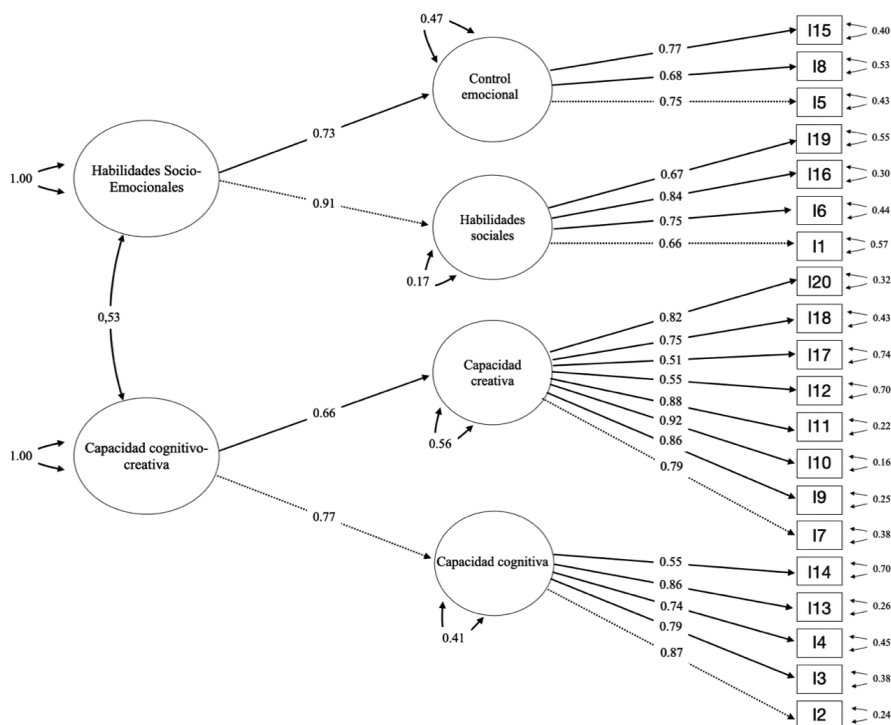 0.47
Control
emocional
0.77
0.68
0.75
I15
0.40
I8
0.53
I5
0.43
0.73
1.00
Habilidades Socio-
Emocionales
0.91
Habilidades
sociales
0.17
0.67
0.84
0.75
0.66
I19
0.55
I16
0.30
I6
0.44
I1
0.57
0,53
Capacidad
creativa
0.56
0.82
0.75
0.51
0.55
0.88
0.92
0.86
0.79
I20
0.32
I18
0.43
I17
0.74
I12
0.70
I11
0.22
I10
0.16
I9
0.25
I7
0.38
0.66
1.00
Capacidad cognitivo-
creativa
0.77
Capacidad cognitiva
0.41
0.55
0.86
0.74
0.79
0.87
I14
0.70
I13
0.26
I4
0.45
I3
0.38
I2
0.24